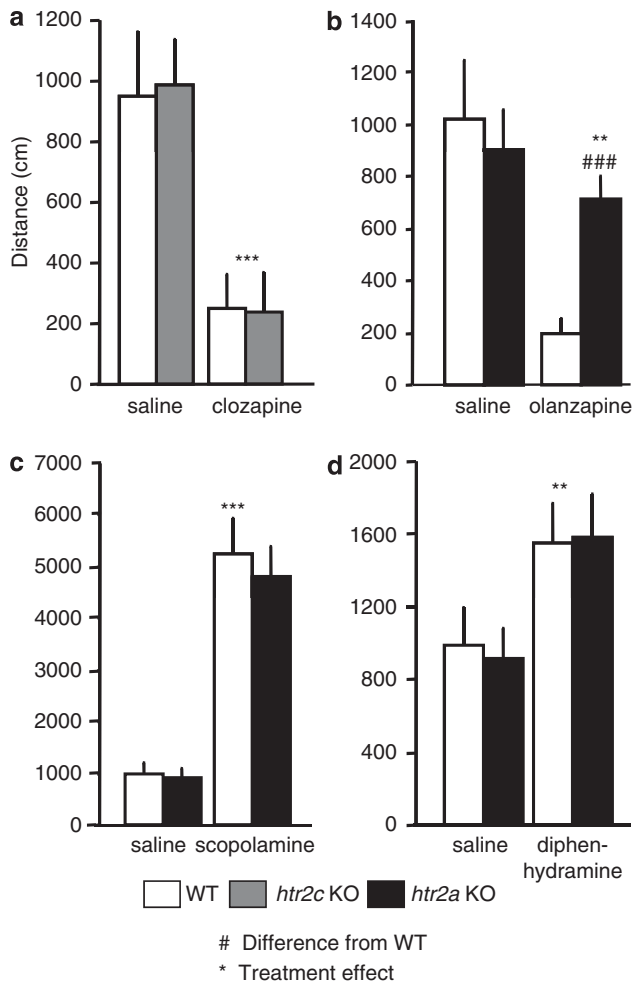 a
Distance (cm)
1200
1000
800
600
400
200
0
***
saline clozapine
b
1400
1200
1000
800
600
400
200
0
**
###
saline olanzapine
c
7000
6000
5000
4000
3000
2000
1000
0
***
saline scopolamine
d
2000
1600
1200
800
400
0
**
saline diphen-
hydramine
WT htr2c KO htr2a KO
# Difference from WT
* Treatment effect